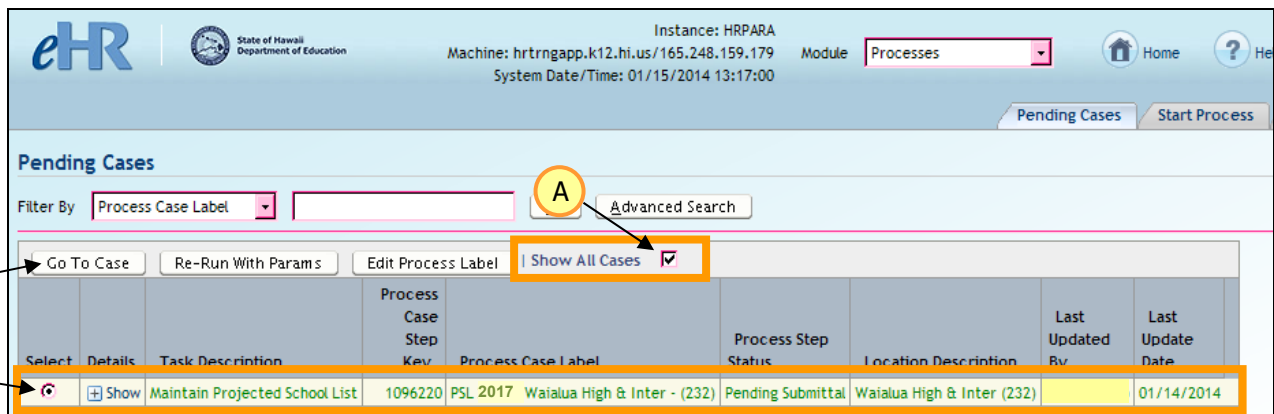 eHR
State of Hawaii
Department of Education
Instance: HRPARA
Machine: hrtrngapp.k12.hi.us/165.248.159.179
System Date/Time: 01/15/2014 13:17:00
Module Processes
Home
? He
Pending Cases Start Process
Pending Cases
Filter By Process Case Label
A
Advanced Search
Go To Case Re-Run With Params Edit Process Label | Show All Cases
Select Details Task Description Process Case Step Key Process Case Label Process Step Status Location Description Last Updated By Last Update Date
Show Maintain Projected School List 1096220 PSL 2017 Waialua High & Inter - (232) Pending Submittal Waialua High & Inter (232) 01/14/2014